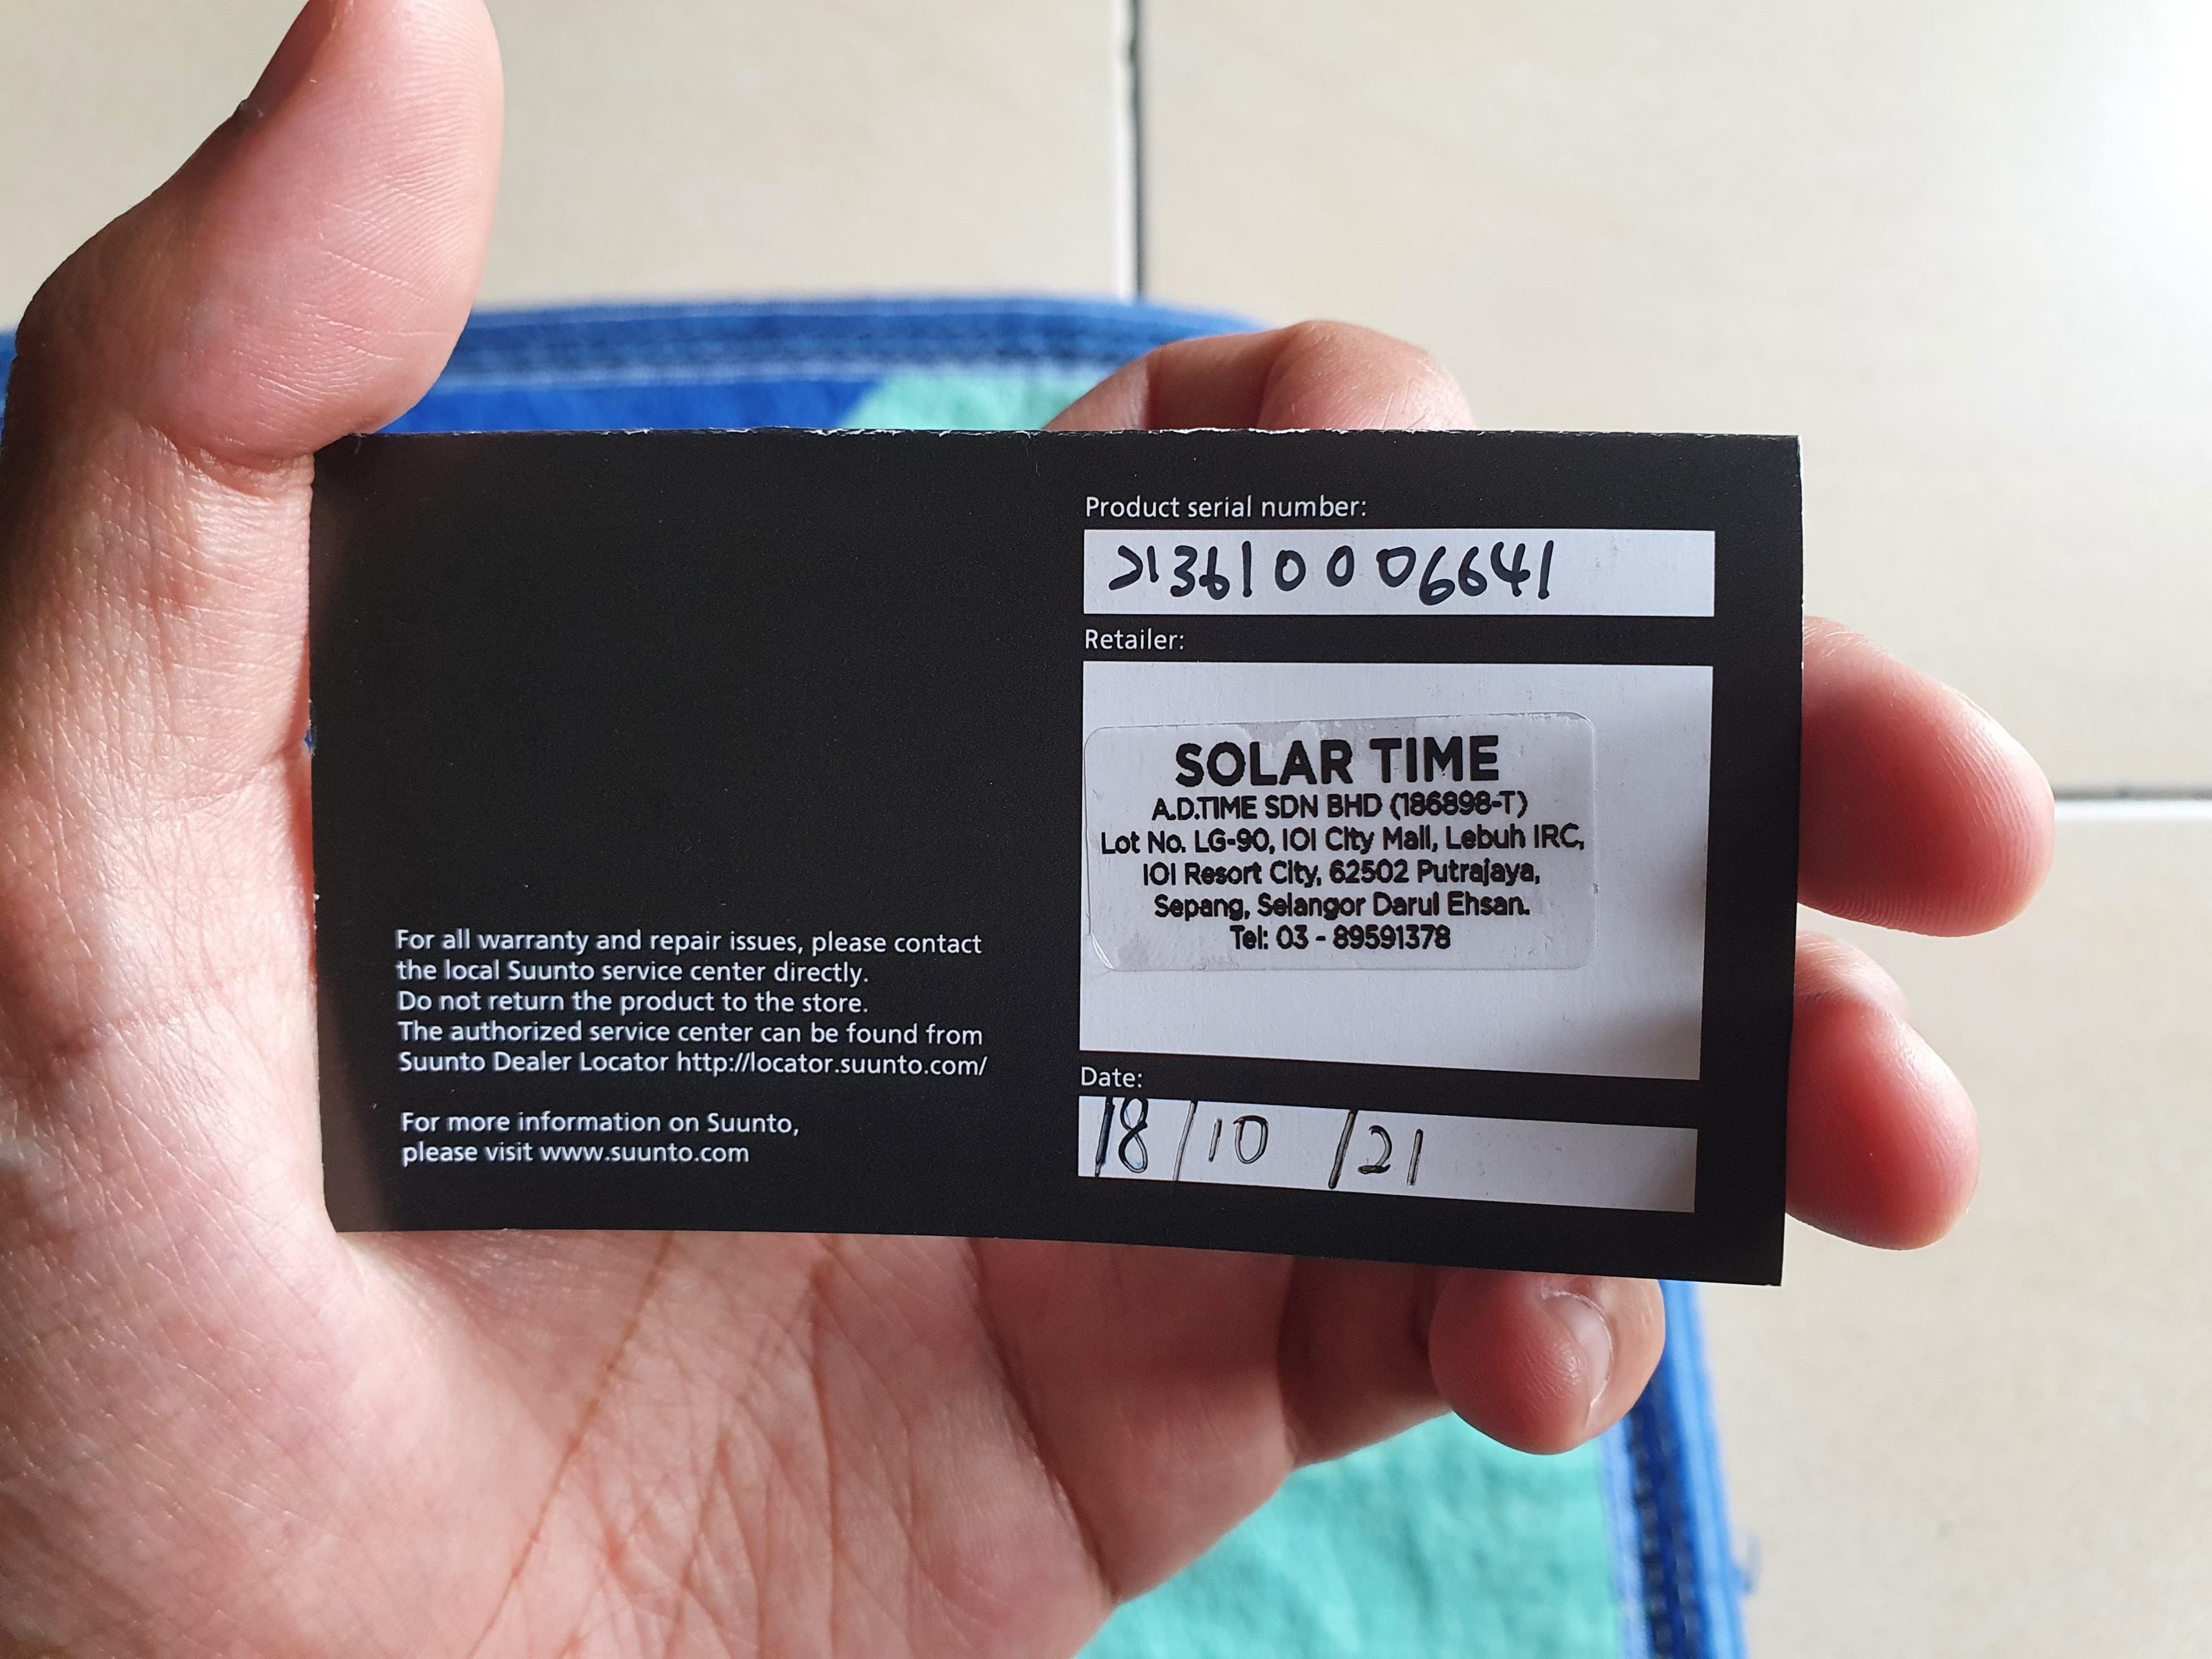 Product serial number:
213610006641
Retailer:
SOLAR TIME
A.D.TIME SDN BHD (186898-T)
Lot No. LG-90, IOI City Mall, Lebuh IRC,
IOI Resort City, 62502 Putrajaya,
Sepang, Selangor Darul Ehsan.
Tel: 03 - 89591378
Date:
18/10/21
For all warranty and repair issues, please contact
the local Suunto service center directly.
Do not return the product to the store.
The authorized service center can be found from
Suunto Dealer Locator http://locator.suunto.com/
For more information on Suunto,
please visit www.suunto.com